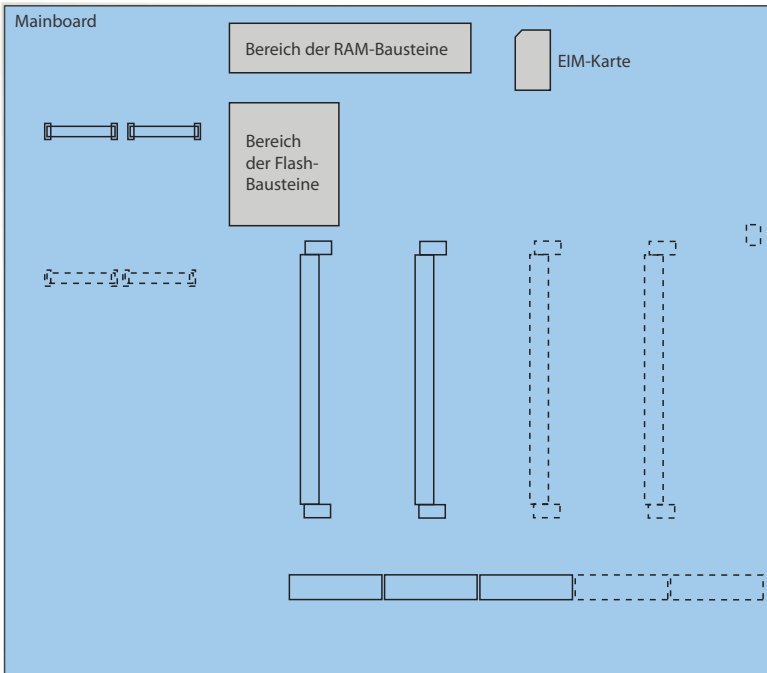 Mainboard
Bereich der RAM-Bausteine
EIM-Karte
Bereich
der Flash-
Bausteine